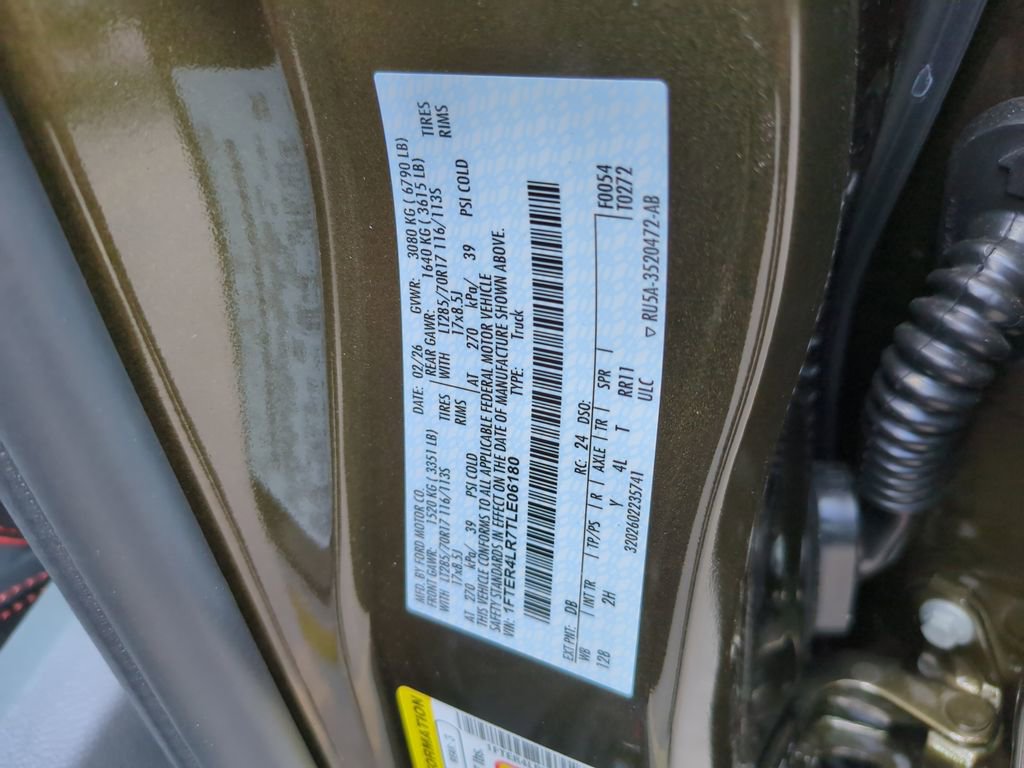 MFD. BY FORD MOTOR CO.
DATE: 02/26 GVWR: 3080 KG ( 6790 LB)
FRONT GAWR: 1520 KG ( 3351 LB) REAR GAWR: 1640 KG ( 3615 LB)
WITH LT285/70R17 116/113S TIRES WITH LT285/70R17 116/113S TIRES
17x8.5J RIMS 17x8.5J RIMS
AT 270 kPa/ 39 PSI COLD AT 270 kPa/ 39 PSI COLD
THIS VEHICLE CONFORMS TO ALL APPLICABLE FEDERAL MOTOR VEHICLE
SAFETY STANDARDS IN EFFECT ON THE DATE OF MANUFACTURE SHOWN ABOVE.
VIN: 1FTER4LR7TLE06180 TYPE: Truck
EXT PNT: DB RC: 24 DSO: F0054
WB INT TR TP/PS R AXLE TR SPR T0272
128 2H Y 4L T RR11
3202602235741 ULC RU5A-3520472-AB
FORMATION